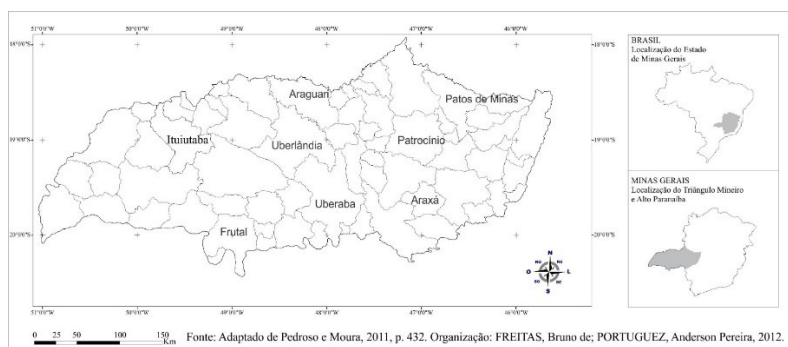 51°0'0"W 50°0'0"W 49°0'0"W 48°0'0"W 47°0'0"W 46°0'0"W
18°0'0"S 18°0'0"S
Araguari
Patos de Minas
19°0'0"S Ituiutaba Uberlândia Patrocínio 19°0'0"S
Uberaba Araxá
20°0'0"S Frutal 20°0'0"S
N
O L
S
50°0'0"W 49°0'0"W 48°0'0"W 47°0'0"W 46°0'0"W
BRASIL
Localização do Estado
de Minas Gerais
MINAS GERAIS
Localização do Triângulo Mineiro
e Alto Paranaíba
0 25 50 100 150
Km
Fonte: Adaptado de Pedroso e Moura, 2011, p. 432. Organização: FREITAS, Bruno de; PORTUGUEZ, Anderson Pereira, 2012.